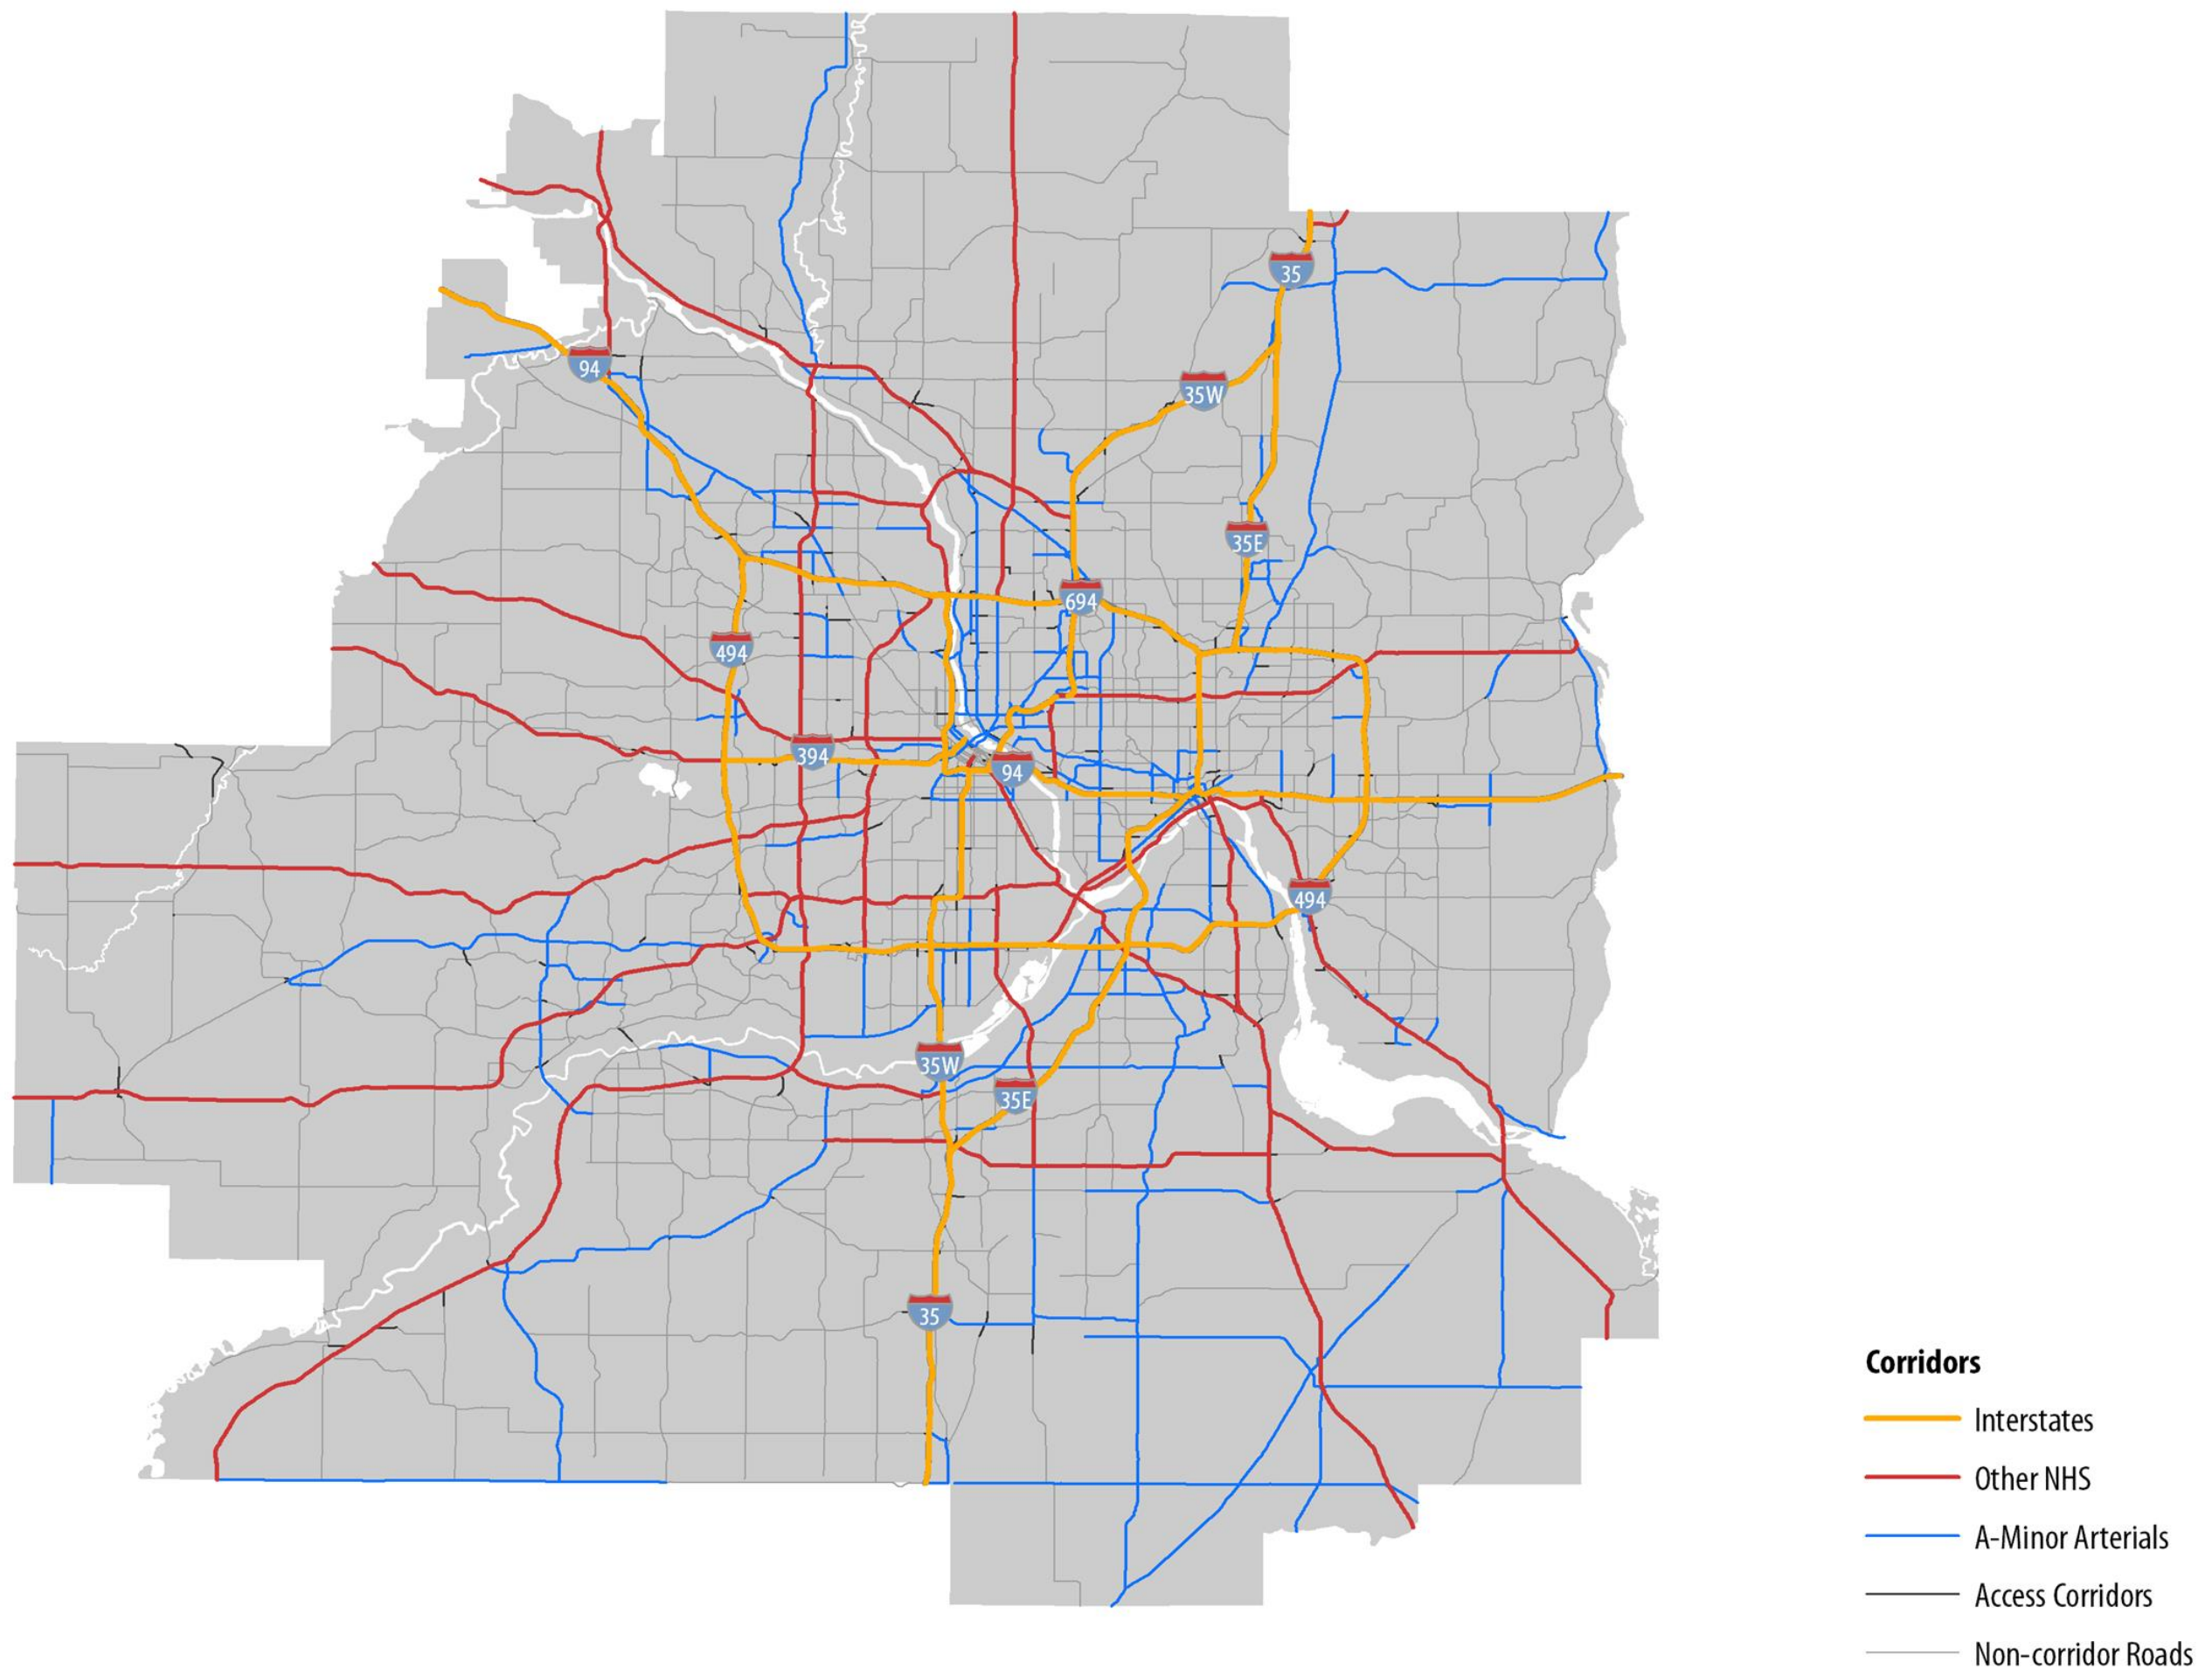 35
94
35W
35E
694
494
394
94
494
35W
35E
35
Corridors
Interstates
Other NHS
A-Minor Arterials
Access Corridors
Non-corridor Roads